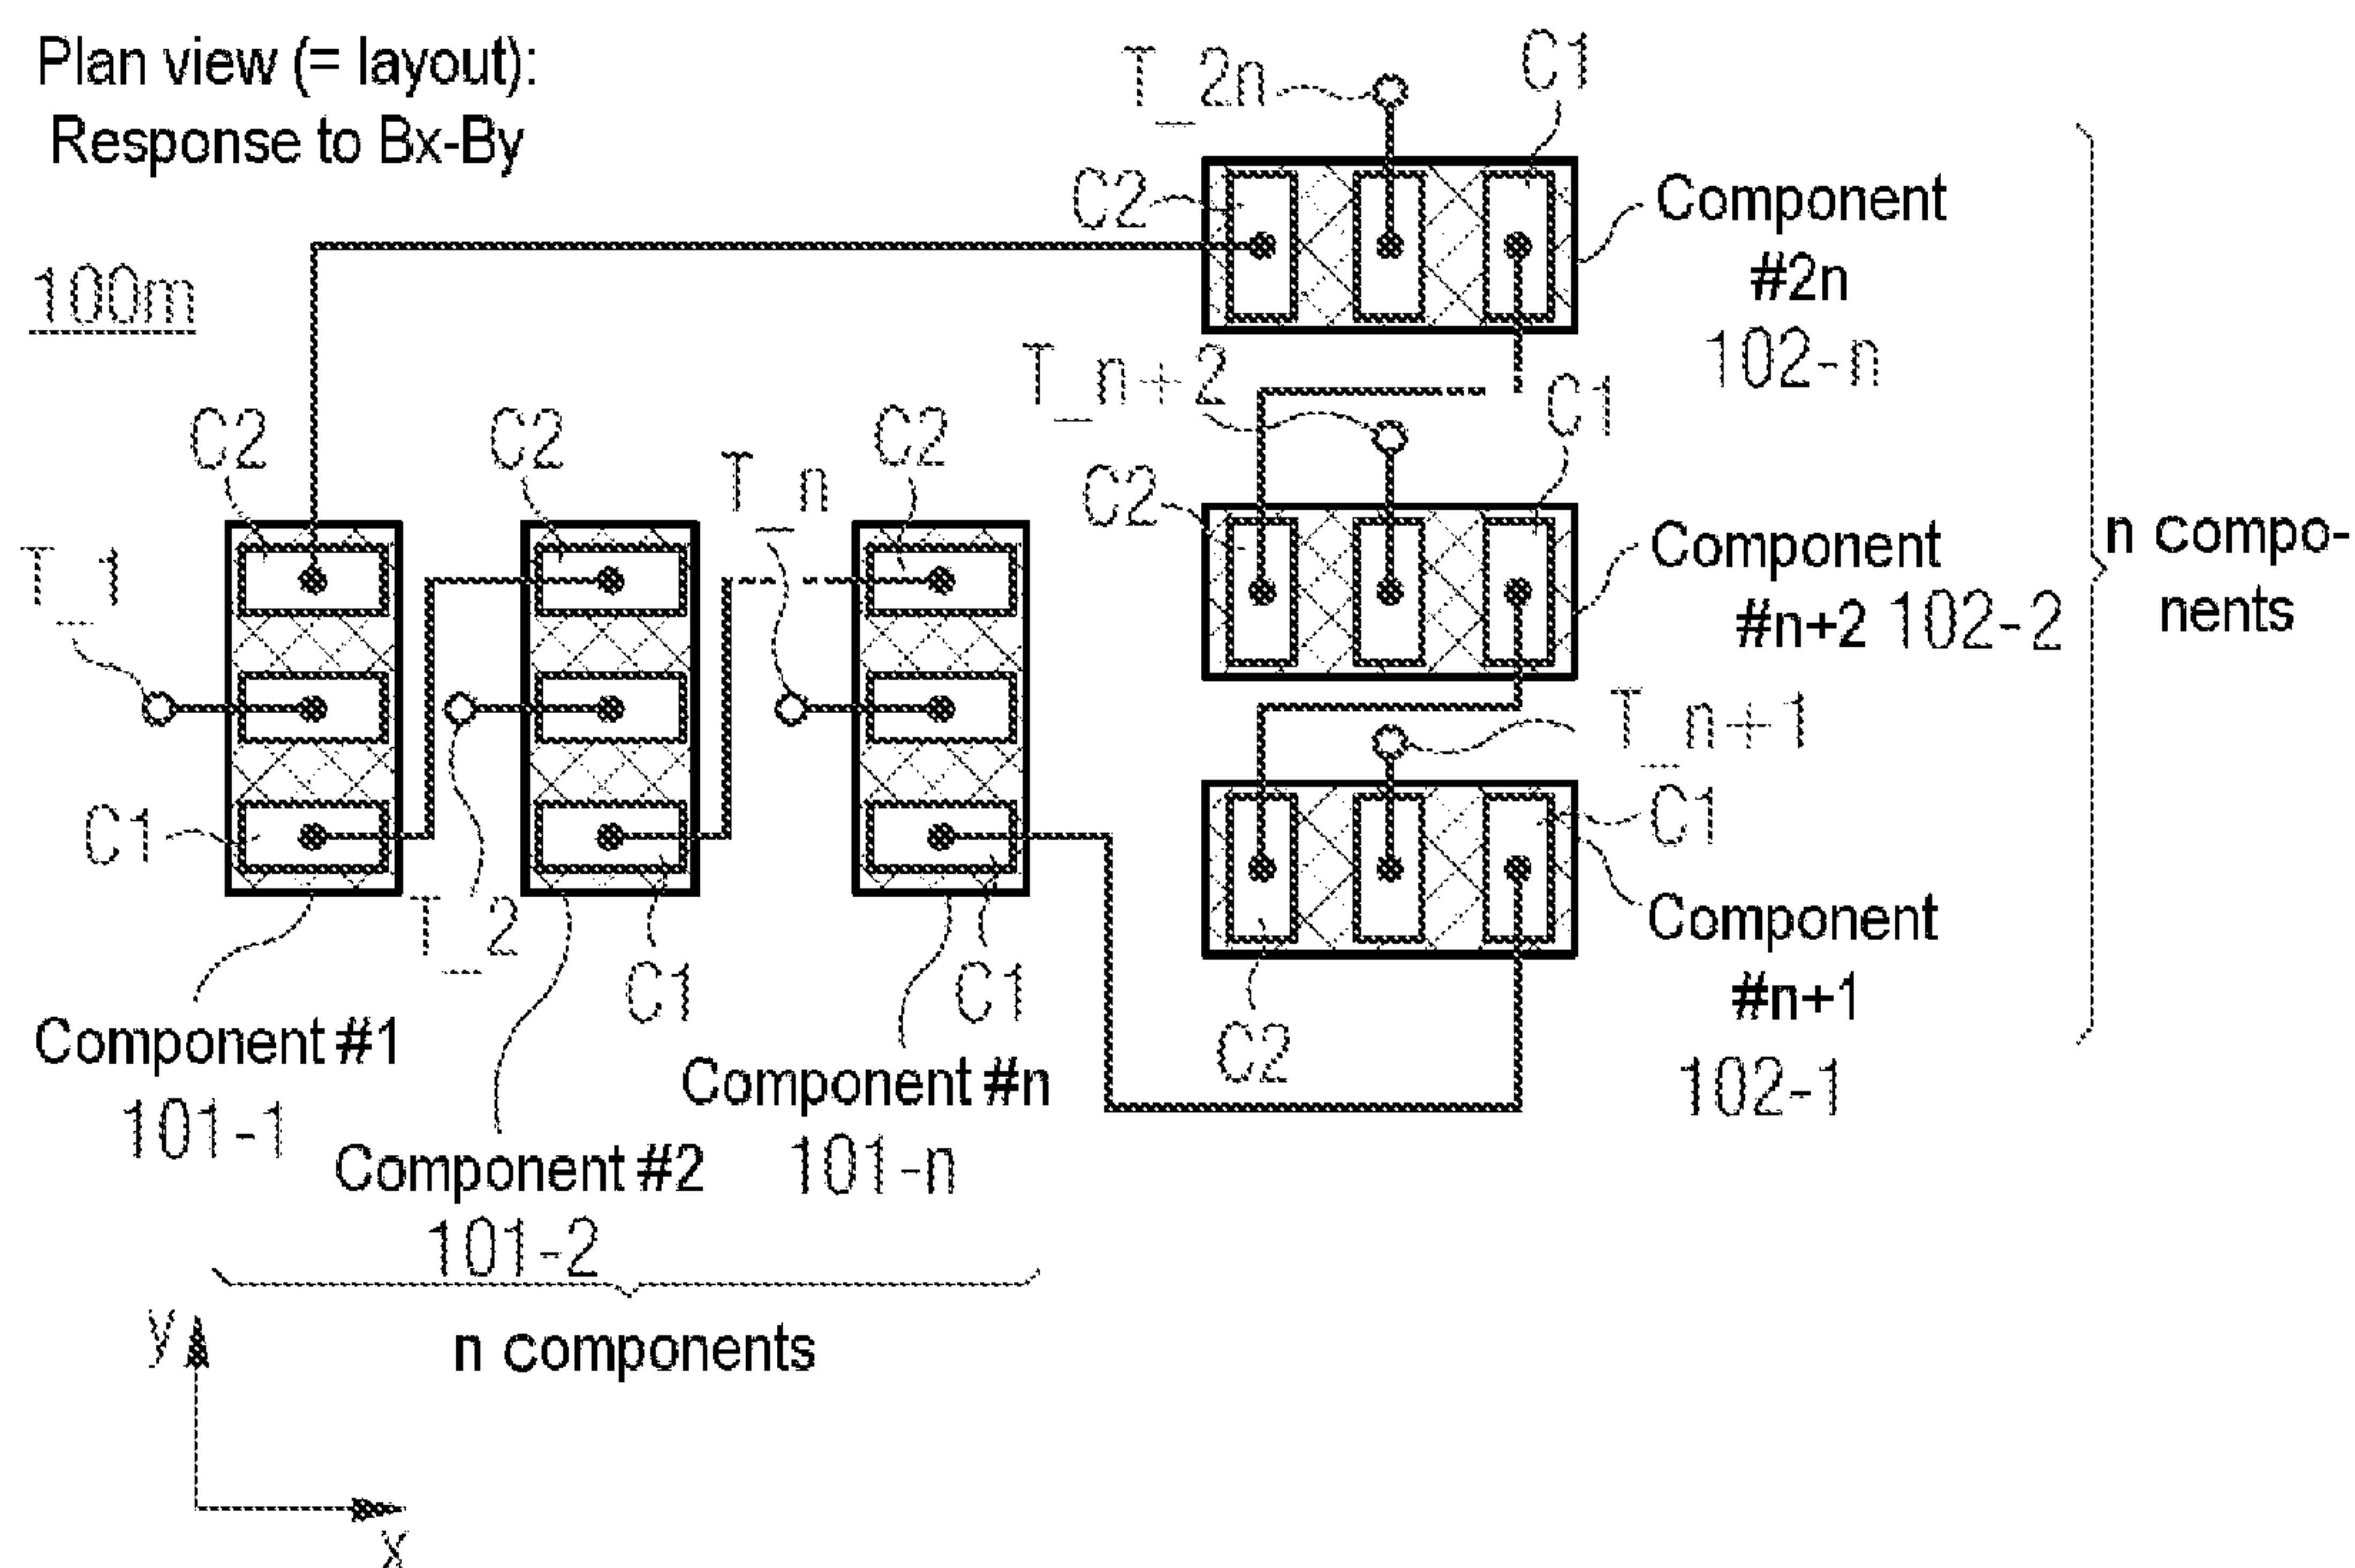 Plan view (= layout):
Response to Bx-By
100m
T_2n
C1
C2
Component
#2n
102-n
T_n+2
C1
C2
C2
C2
T_n
C2
n compo-
nents
Component
#n+2 102-2
T_1
T_n+1
C1
C1
Component
#n+1
102-1
T_2
C1
C1
C2
Component #1
101-1
Component #2
101-2
Component #n
101-n
n components
y
x